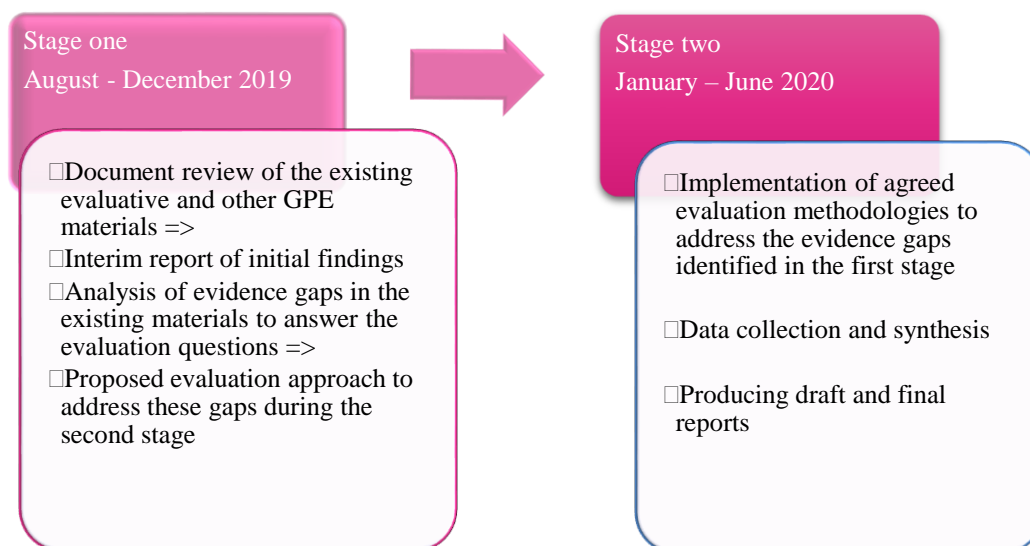 Stage one
August - December 2019
□Document review of the existing
evaluative and other GPE
materials =>
□Interim report of initial findings
□Analysis of evidence gaps in the
existing materials to answer the
evaluation questions =>
□Proposed evaluation approach to
address these gaps during the
second stage
Stage two
January – June 2020
□Implementation of agreed
evaluation methodologies to
address the evidence gaps
identified in the first stage
□Data collection and synthesis
□Producing draft and final
reports